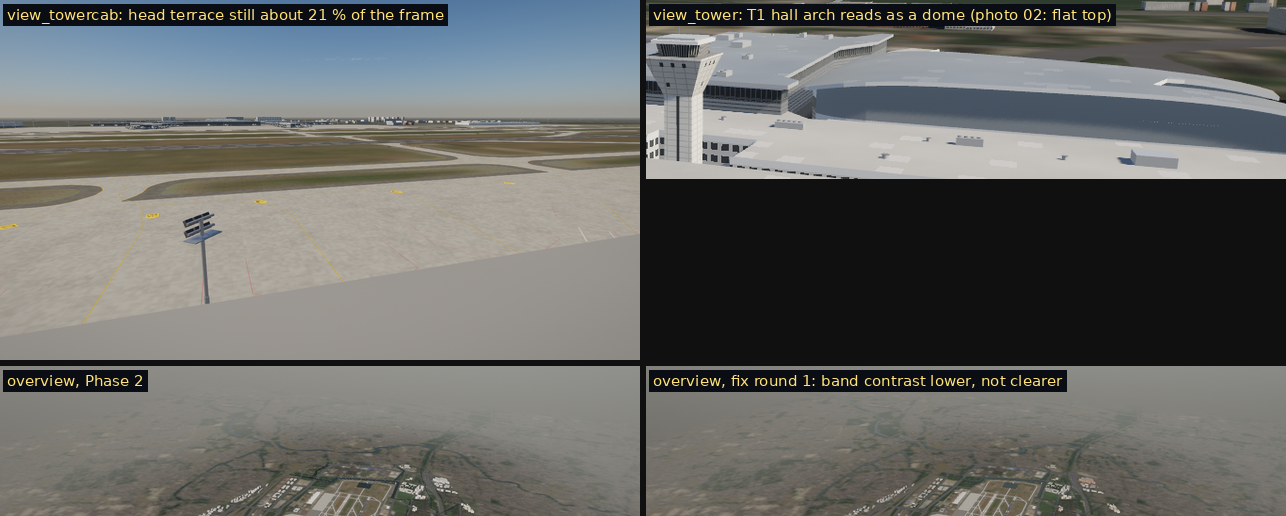 view_towercab: head terrace still about 21 % of the frame
view_tower: T1 hall arch reads as a dome (photo 02: flat top)
overview, Phase 2
overview, fix round 1: band contrast lower, not clearer